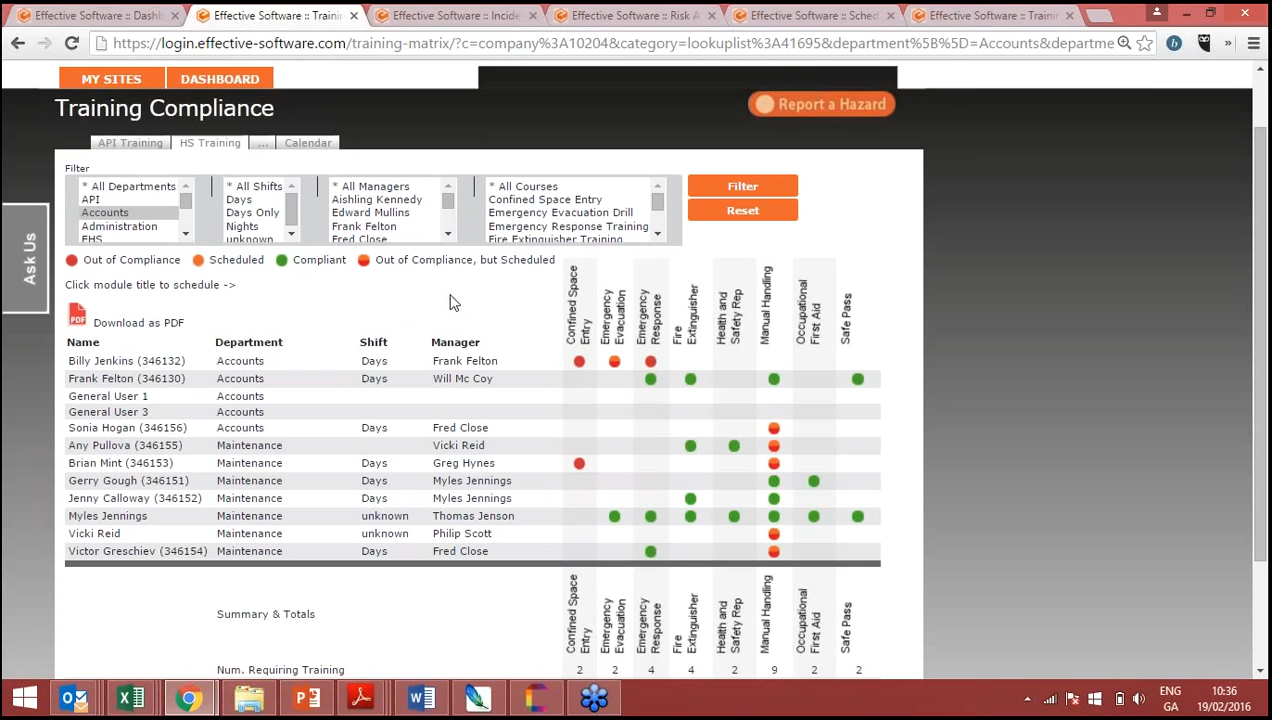 Effective Software :: Dashb
Effective Software :: Trainin
Effective Software :: Incide
Effective Software :: Risk A
Effective Software :: Sched
Effective Software :: Trainin
https://login.effective-software.com/training-matrix/?c=company%3A10204&category=lookuplist%3A41695&department%5B%5D=Accounts&departme
MY SITES DASHBOARD
Training Compliance
Report a Hazard
API Training HS Training ... Calendar
Filter
* All Departments * All Shifts * All Managers * All Courses Filter
API Days Aishling Kennedy Confined Space Entry
Accounts Days Only Edward Mullins Emergency Evacuation Drill Reset
Administration Nights Frank Felton Emergency Response Training
EHS unknown Fred Close Fire Extinguisher Training
Ask Us
Out of Compliance Scheduled Compliant Out of Compliance, but Scheduled
Click module title to schedule ->
PDF Download as PDF
Confined Space Entry
Emergency Evacuation
Emergency Response
Fire Extinguisher
Health and Safety Rep
Manual Handling
Occupational First Aid
Safe Pass
Name Department Shift Manager
Billy Jenkins (346132) Accounts Days Frank Felton
Frank Felton (346130) Accounts Days Will Mc Coy
General User 1 Accounts
General User 3 Accounts
Sonia Hogan (346156) Accounts Days Fred Close
Any Pullova (346155) Maintenance Vicki Reid
Brian Mint (346153) Maintenance Days Greg Hynes
Gerry Gough (346151) Maintenance Days Myles Jennings
Jenny Calloway (346152) Maintenance Days Myles Jennings
Myles Jennings Maintenance unknown Thomas Jenson
Vicki Reid Maintenance unknown Philip Scott
Victor Greschiev (346154) Maintenance Days Fred Close
Summary & Totals
Confined Space Entry
Emergency Evacuation
Emergency Response
Fire Extinguisher
Health and Safety Rep
Manual Handling
Occupational First Aid
Safe Pass
Num. Requiring Training 2 2 4 4 2 9 2 2
ENG 10:36
GA 19/02/2016